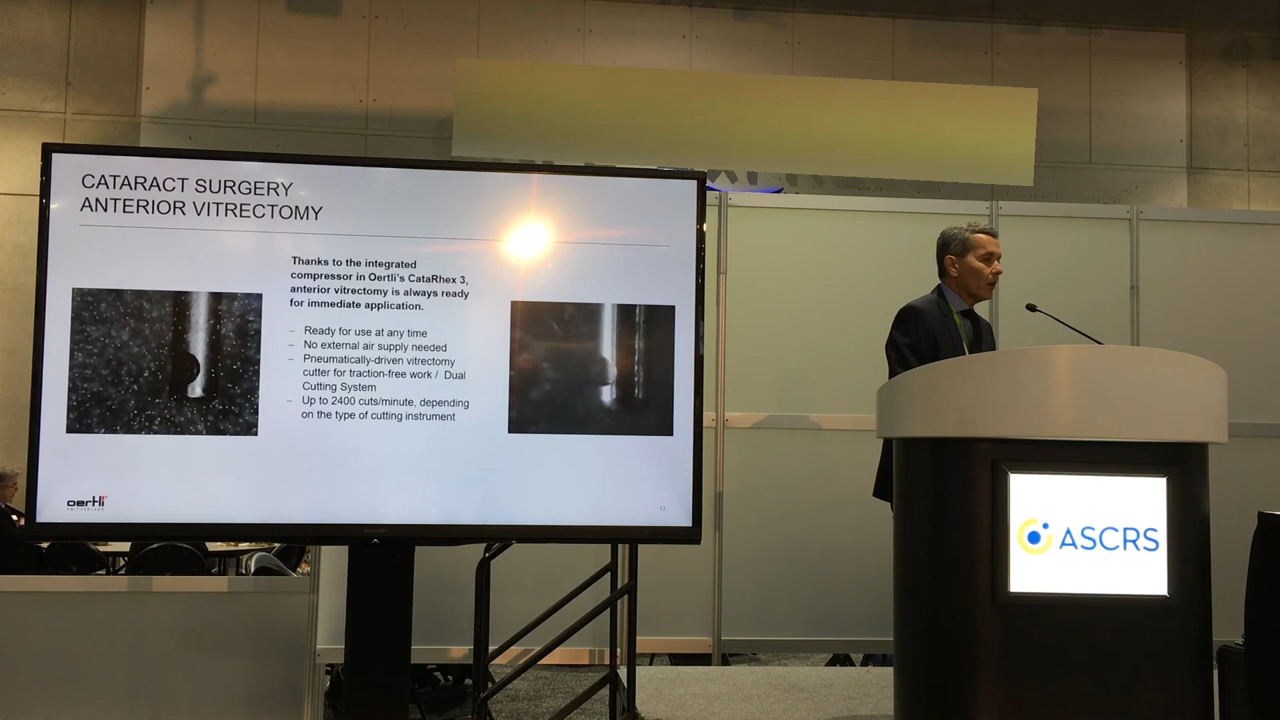 CATARACT SURGERY
ANTERIOR VITRECTOMY
Thanks to the integrated
compressor in Oertli's CataRhex 3,
anterior vitrectomy is always ready
for immediate application.
– Ready for use at any time
– No external air supply needed
– Pneumatically-driven vitrectomy
cutter for traction-free work / Dual
Cutting System
– Up to 2400 cuts/minute, depending
on the type of cutting instrument
oertli
SWITZERLAND
13
ASCRS